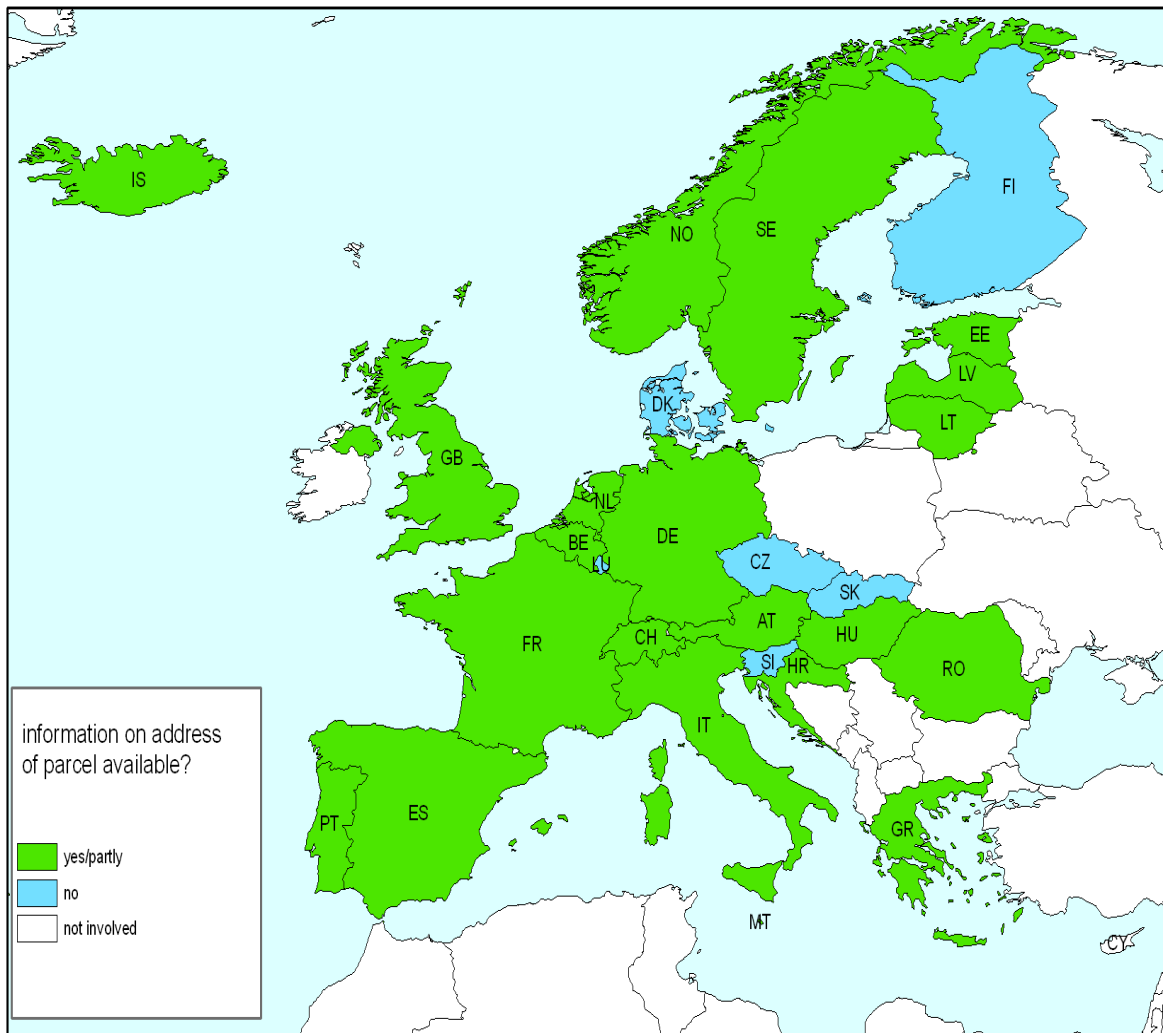 IS
FI
NO
SE
EE
LV
DK
LT
GB
NL
DE
BE
LU
CZ
SK
AT
HU
CH
FR
SI
HR
RO
IT
information on address
of parcel available?
PT
ES
GR
yes/partly
no
not involved
MT
CY